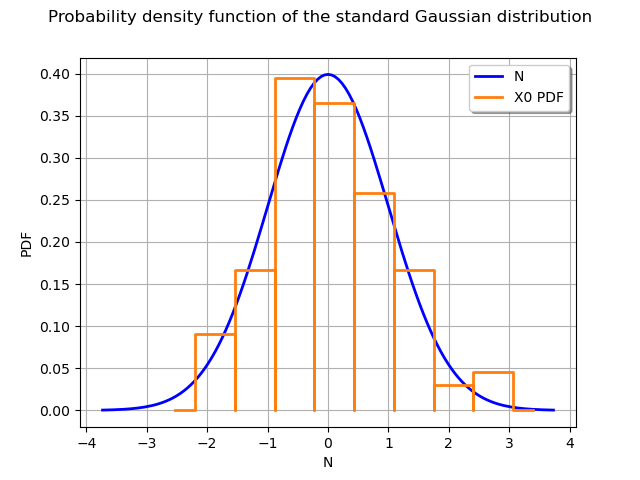 Probability density function of the standard Gaussian distribution
N
X0 PDF
0.40
0.35
0.30
0.25
0.20
0.15
0.10
0.05
0.00
PDF
−4 −3 −2 −1 0 1 2 3 4
N